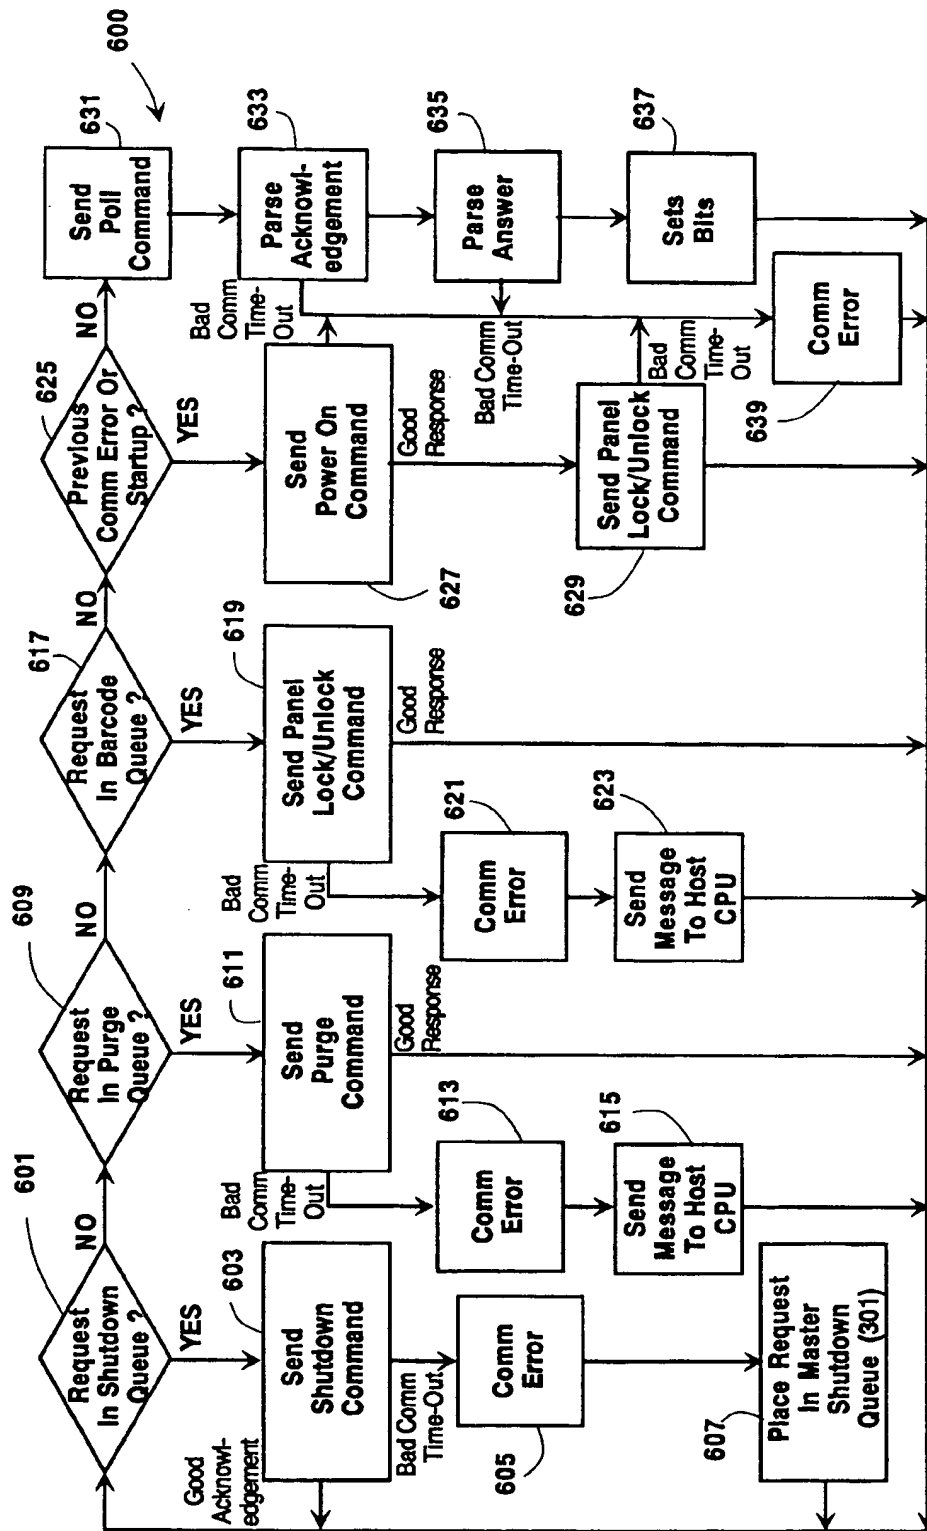 600
601
Request
In Shutdown
Queue ?
NO
YES
603
Send
Shutdown
Command
Good
Acknowl-
edgement
Bad Comm
Time-Out
Comm
Error
605
Place Request
In Master
Shutdown
Queue (301)
607
609
Request
In Purge
Queue ?
NO
YES
611
Send
Purge
Command
Bad
Comm
Time-
Out
Good
Response
613
Comm
Error
615
Send
Message
To Host
CPU
617
Request
In Barcode
Queue ?
NO
YES
619
Send Panel
Lock/Unlock
Command
Bad
Comm
Time-
Out
Good
Response
621
Comm
Error
623
Send
Message
To Host
CPU
625
Previous
Comm Error Or
Startup ?
NO
YES
Send
Power On
Command
627
Good
Response
Send Panel
Lock/Unlock
Command
629
Bad
Comm
Time-
Out
631
Send
Poll
Command
633
Parse
Acknowl-
edgement
Bad
Comm
Time-
Out
635
Parse
Answer
Bad Comm
Time-Out
637
Sets
Bits
Comm
Error
639